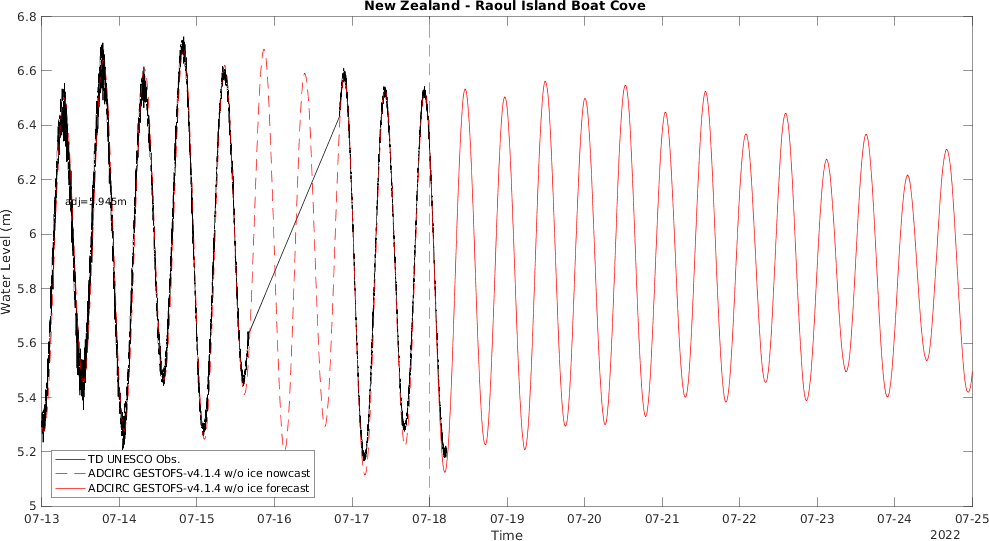 New Zealand - Raoul Island Boat Cove
Water Level (m)
6.8
6.6
6.4
6.2
6
5.8
5.6
5.4
5.2
5
adj=5.945m
TD UNESCO Obs.
ADCIRC GESTOFS-v4.1.4 w/o ice nowcast
ADCIRC GESTOFS-v4.1.4 w/o ice forecast
07-13 07-14 07-15 07-16 07-17 07-18 07-19 07-20 07-21 07-22 07-23 07-24 07-25
Time
2022